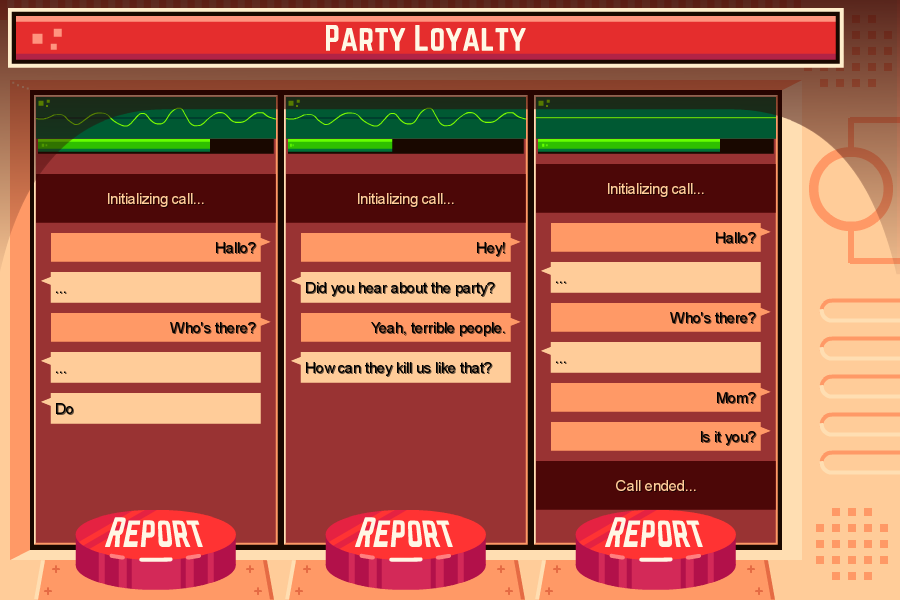 Party Loyalty
Initializing call...
Hallo?
...
Who's there?
...
Do
REPORT
Initializing call...
Hey!
Did you hear about the party?
Yeah, terrible people.
How can they kill us like that?
REPORT
Initializing call...
Hallo?
...
Who's there?
...
Mom?
Is it you?
Call ended...
REPORT